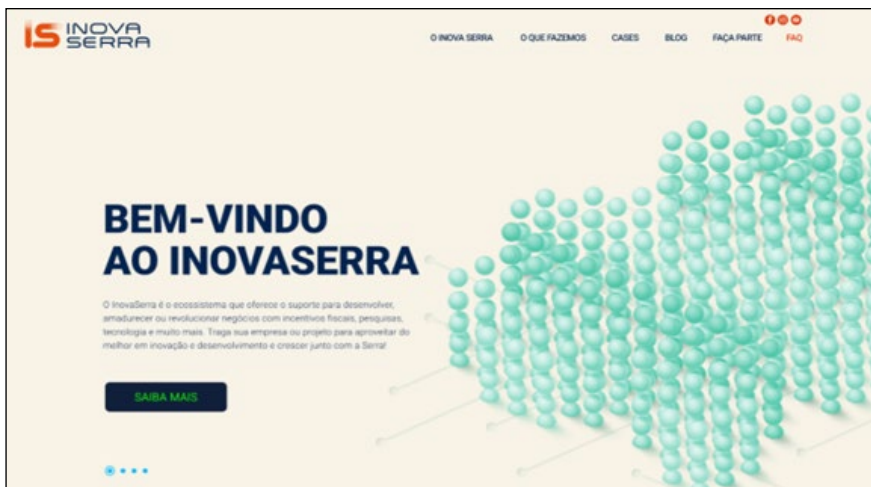 IS INOVA
SERRA
O INOVA SERRA O QUE FAZEMOS CASES BLOG FAÇA PARTE FAQ
BEM-VINDO
AO INOVASERRA
O InovaSerra é o ecossistema que oferece o suporte para desenvolver,
amadurecer ou revolucionar negócios com incentivos fiscais, pesquisas,
tecnologia e muito mais. Traga sua empresa ou projeto para aproveitar do
melhor em inovação e desenvolvimento e crescer junto com a Serra!
SAIBA MAIS